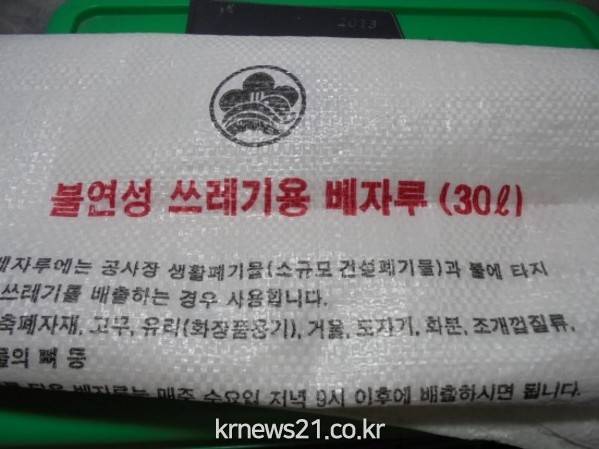 2013
불연성 쓰레기용 베자루 (30ℓ)
베자루에는 공사장 생활폐기물(소규모 건설폐기물)과 불에 타지
쓰레기를 배출하는 경우 사용합니다.
축폐자재, 고무, 유리(화장품용기), 거울, 도자기, 화분, 조개껍질류,
물의 뼈 등
담은 베자루는 매주 수요일 저녁 9시 이후에 배출하시면 됩니다.
krnews21.co.kr